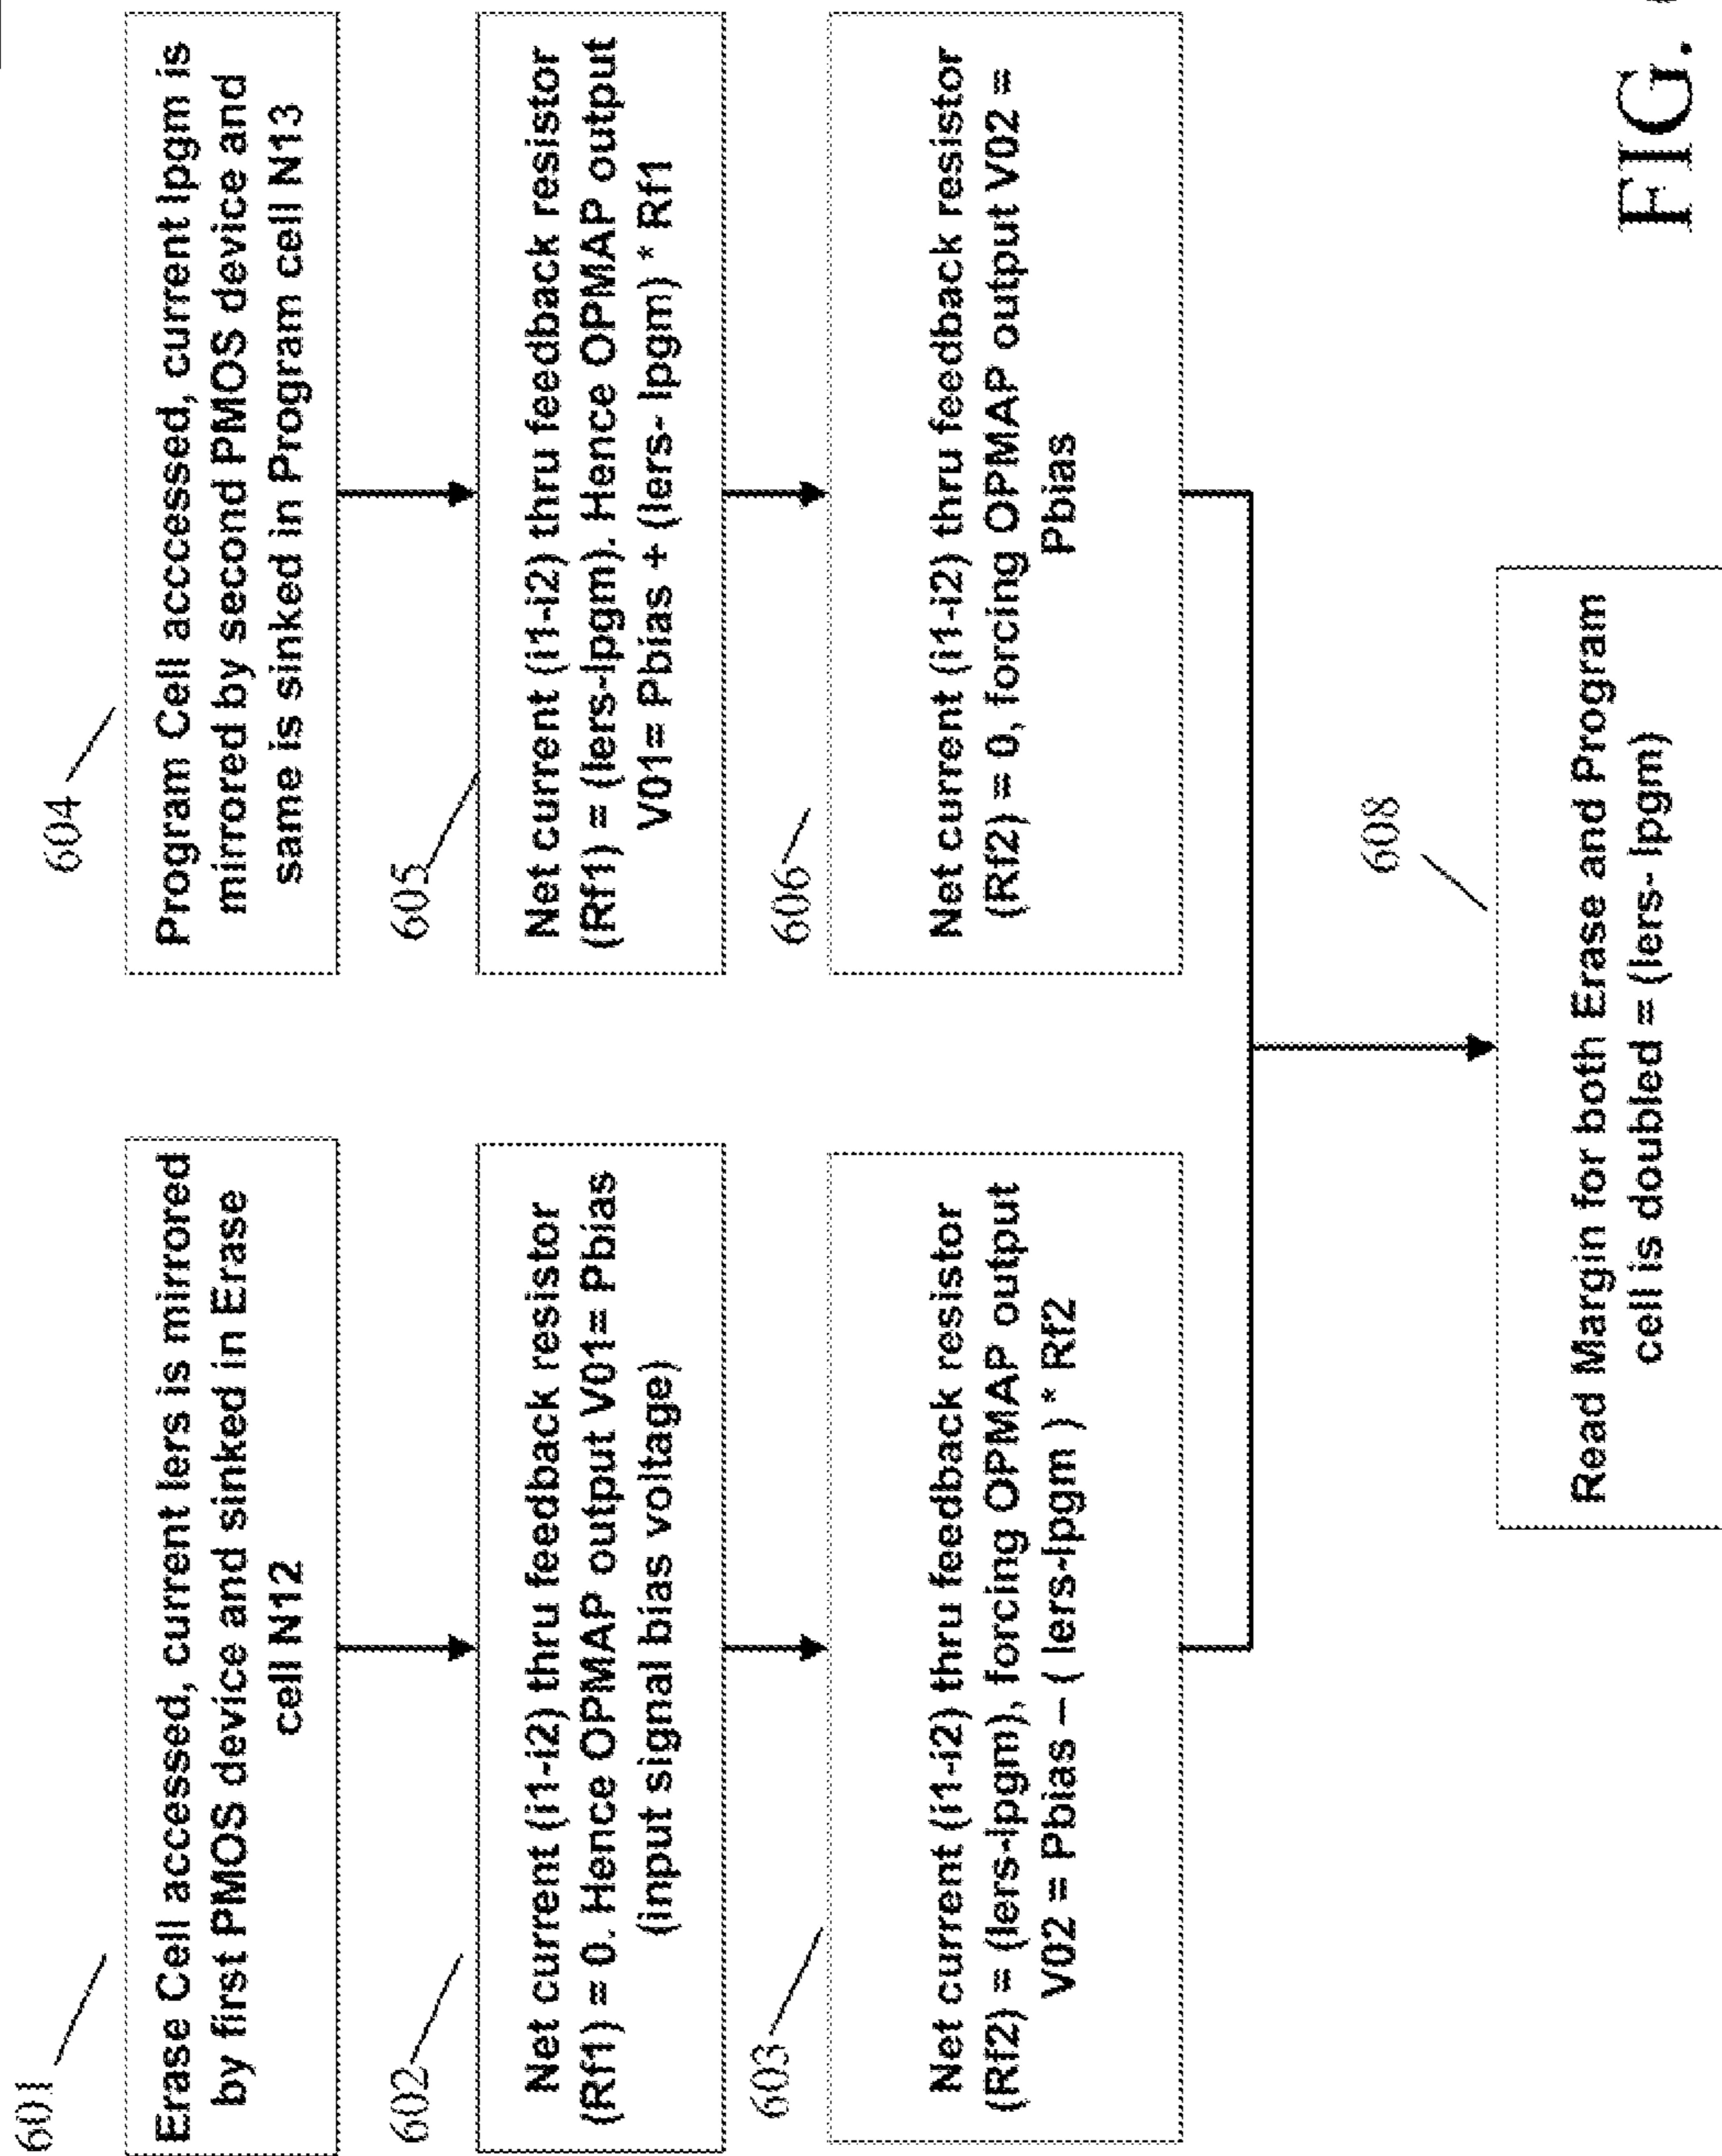 601
Erase Cell accessed, current Iers is mirrored
by first PMOS device and sinked in Erase
cell N12
602
Net current (i1-i2) thru feedback resistor
(Rf1) = 0. Hence OPMAP output V01= Pbias
(input signal bias voltage)
603
Net current (i1-i2) thru feedback resistor
(Rf2) = (Iers-Ipgm), forcing OPMAP output
V02 = Pbias – ( Iers-Ipgm ) * Rf2
604
Program Cell accessed, current Ipgm is
mirrored by second PMOS device and
same is sinked in Program cell N13
605
Net current (i1-i2) thru feedback resistor
(Rf1) = (Iers-Ipgm). Hence OPMAP output
V01= Pbias + (Iers- Ipgm) * Rf1
606
Net current (i1-i2) thru feedback resistor
(Rf2) = 0, forcing OPMAP output V02 =
Pbias
608
Read Margin for both Erase and Program
cell is doubled = (Iers- Ipgm)
FIG.